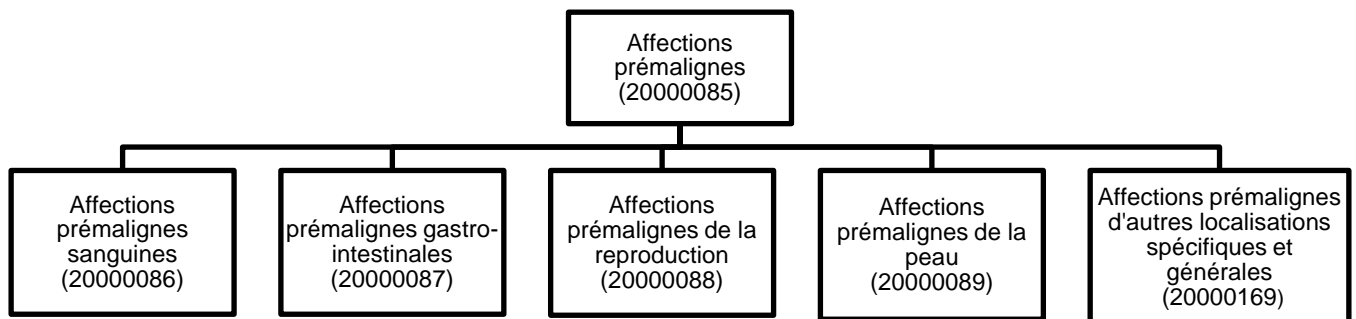 Affections
prémalignes
(20000085)
Affections
prémalignes
sanguines
(20000086)
Affections
prémalignes gastro-
intestinales
(20000087)
Affections
prémalignes de la
reproduction
(20000088)
Affections
prémalignes de la
peau
(20000089)
Affections prémalignes
d'autres localisations
spécifiques et
générales
(20000169)